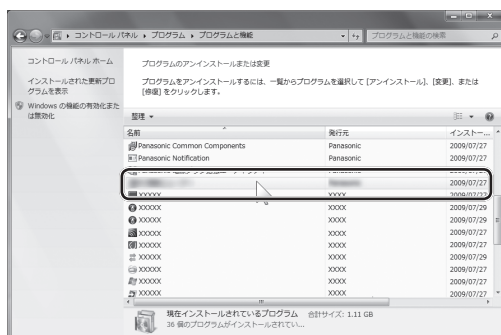 コントロール パネル ▸ プログラム ▸ プログラムと機能
プログラムと機能の検索
コントロール パネル ホーム
インストールされた更新プログラムを表示
Windows の機能の有効化または無効化
プログラムのアンインストールまたは変更
プログラムをアンインストールするには、一覧からプログラムを選択して [アンインストール]、[変更]、または
[修復] をクリックします。
整理 ▾
名前 発行元 インストー...
Panasonic Common Components Panasonic 2009/07/27
Panasonic Notification Panasonic 2009/07/27
2009/07/27
XXXXX XXXX 2009/07/27
XXXXX XXXX 2009/07/29
XXXXX XXXX 2009/07/29
XXXXX XXXX 2009/07/27
XXXXX XXXX 2009/07/27
XXXXX XXXX 2009/07/29
XXXXX XXXX 2009/07/27
XXXXX XXXX 2009/07/27
XXXXX XXXX 2009/07/27
現在インストールされているプログラム 合計サイズ: 1.11 GB
36 個のプログラムがインストールされてい...